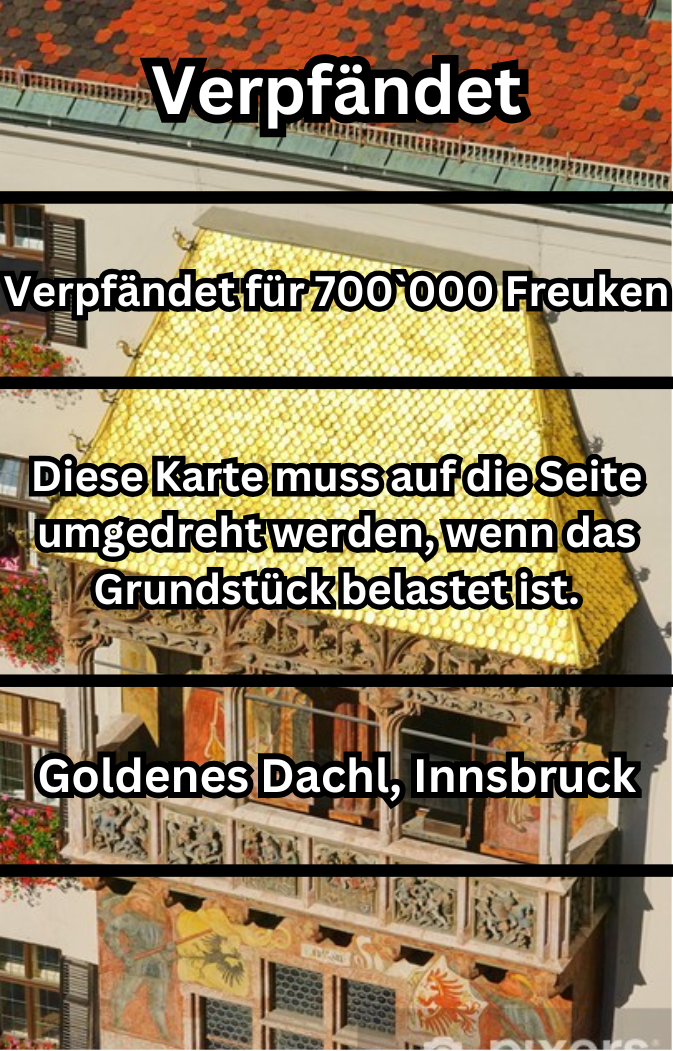 Verpfändet
Verpfändet für 700`000 Freuken
Diese Karte muss auf die Seite
umgedreht werden, wenn das
Grundstück belastet ist.
Goldenes Dachl, Innsbruck